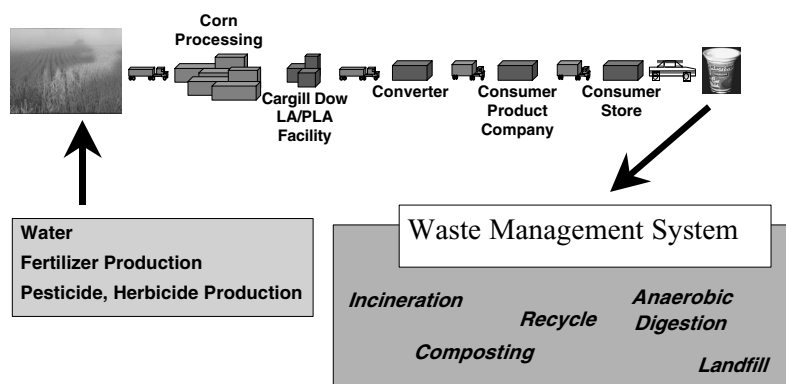 Corn
Processing
Cargill Dow
LA/PLA
Facility
Converter
Consumer
Product
Company
Consumer
Store
Water
Fertilizer Production
Pesticide, Herbicide Production
Waste Management System
Incineration
Recycle
Anaerobic
Digestion
Composting
Landfill